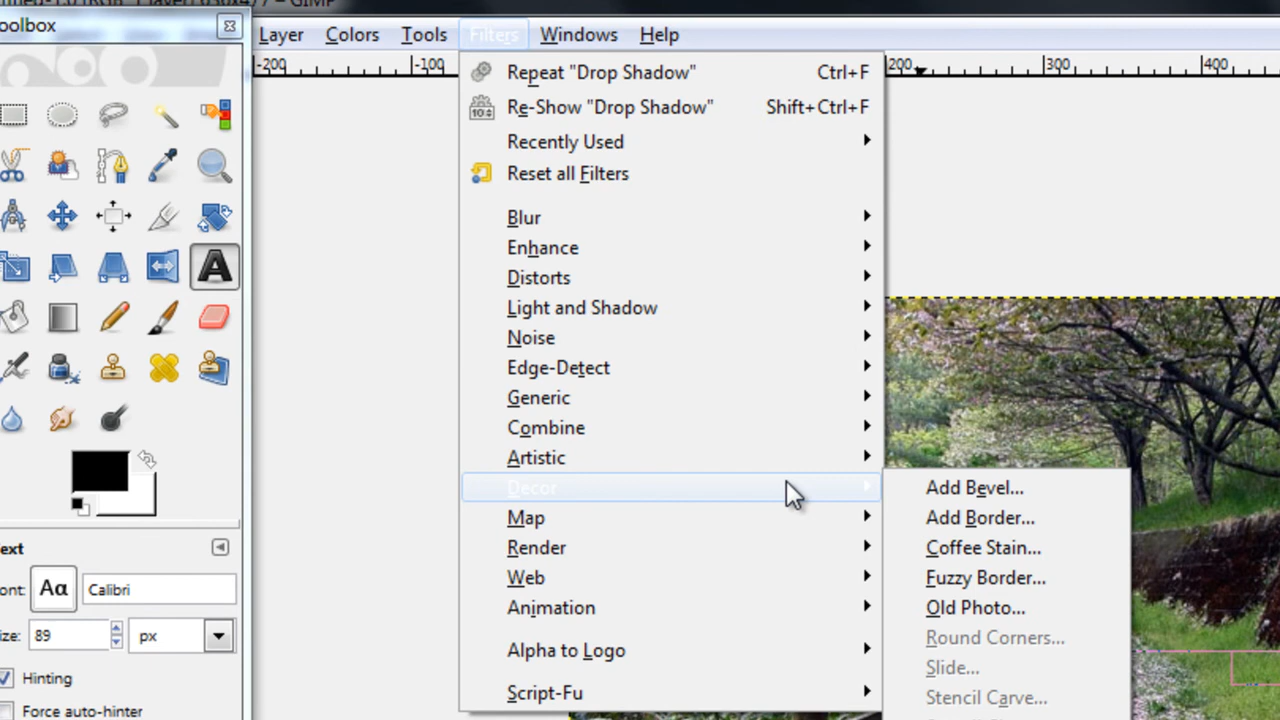 Layer Colors Tools Filters Windows Help
oolbox
-200 -100 200 300 400
Repeat "Drop Shadow" Ctrl+F
Re-Show "Drop Shadow" Shift+Ctrl+F
Recently Used
Reset all Filters
Blur
Enhance
Distorts
Light and Shadow
Noise
Edge-Detect
Generic
Combine
Artistic
Decor
Map
Render
Web
Animation
Alpha to Logo
Script-Fu
Add Bevel...
Add Border...
Coffee Stain...
Fuzzy Border...
Old Photo...
Round Corners...
Slide...
Stencil Carve...
ext
ont: Aa Calibri
ize: 89 px
Hinting
Force auto-hinter